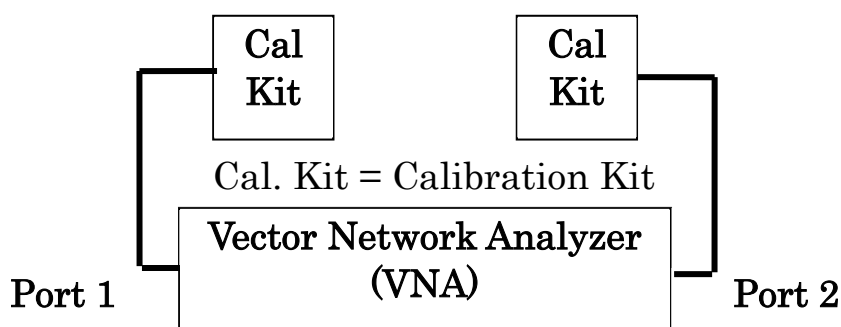 Cal
Kit
Cal
Kit
Cal. Kit = Calibration Kit
Vector Network Analyzer
(VNA)
Port 1
Port 2